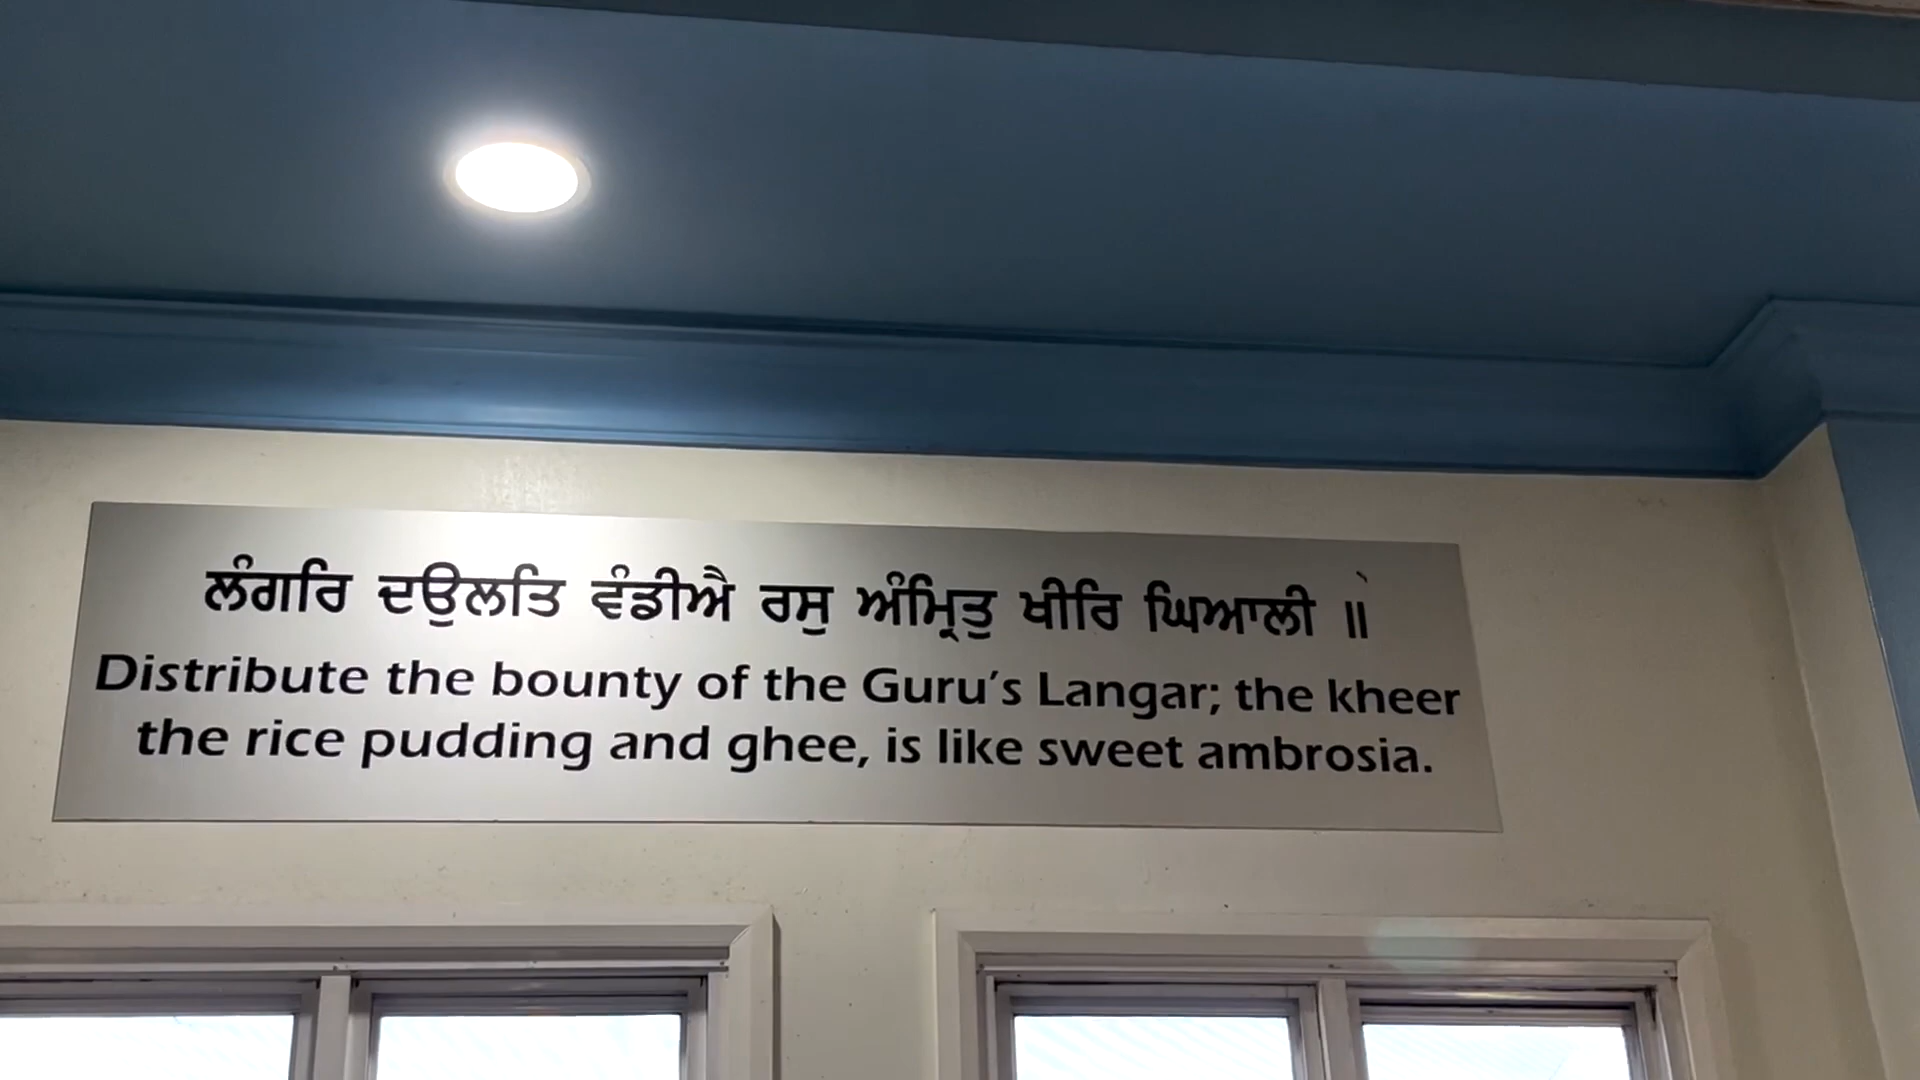 ਲੰਗਰਿ ਦਉਲਤਿ ਵੰਡੀਐ ਰਸੁ ਅੰਮ੍ਰਿਤੁ ਖੀਰਿ ਘਿਆਲੀ ॥
Distribute the bounty of the Guru’s Langar; the kheer
the rice pudding and ghee, is like sweet ambrosia.